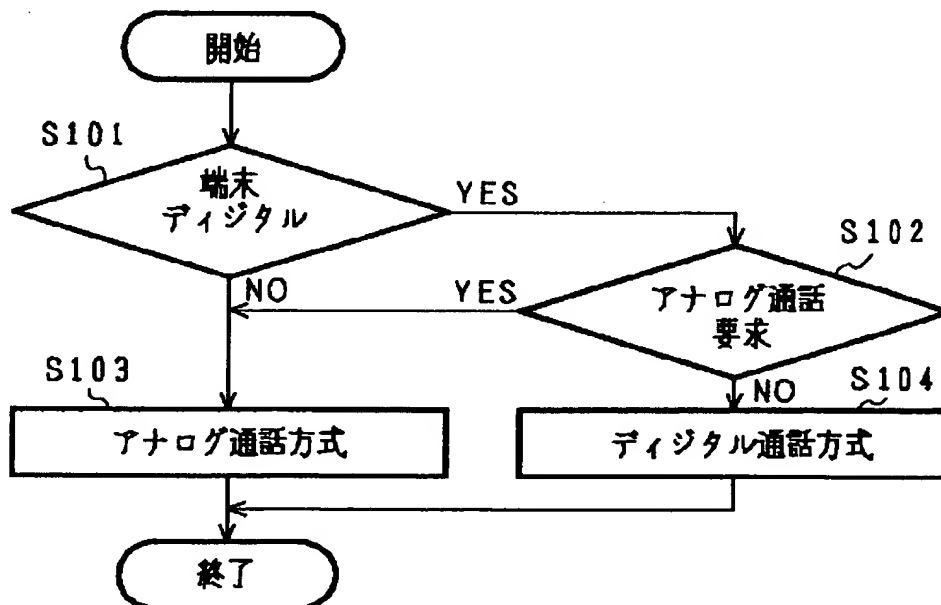 開始
S101
端末
ディジタル
YES
S102
NO
YES
アナログ通話
要求
S103
NO
S104
アナログ通話方式
ディジタル通話方式
終了